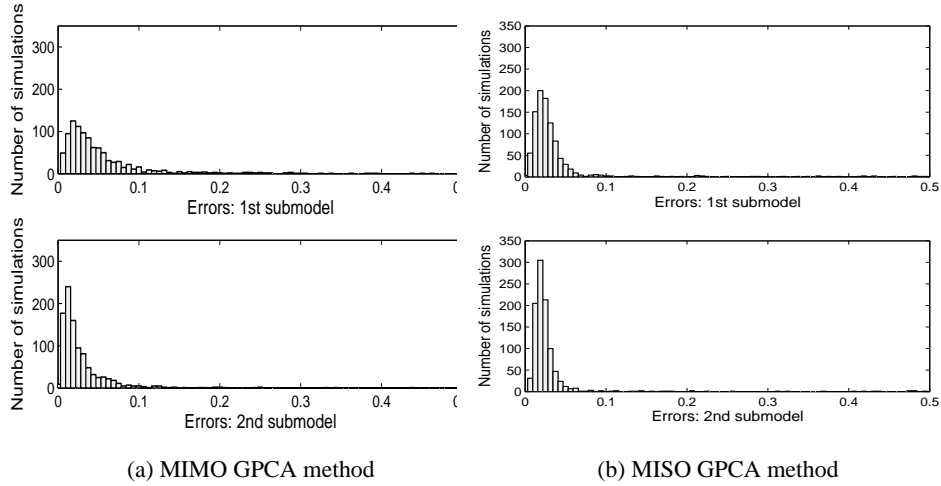 Number of simulations
300
200
100
0
0 0.1 0.2 0.3 0.4 0
Errors: 1st submodel
Number of simulations
350
300
250
200
150
100
50
0
0 0.1 0.2 0.3 0.4 0.5
Errors: 1st submodel
Number of simulations
300
200
100
0
0 0.1 0.2 0.3 0.4 0
Errors: 2nd submodel
Number of simulations
350
300
250
200
150
100
50
0
0 0.1 0.2 0.3 0.4 0.5
Errors: 2nd submodel
(a) MIMO GPCA method
(b) MISO GPCA method